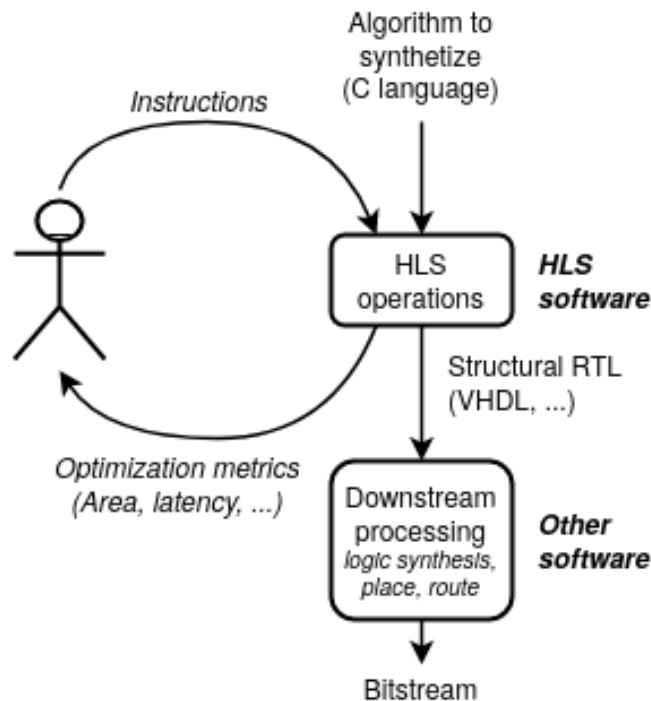 Algorithm to
synthetize
(C language)
Instructions
HLS
operations
HLS
software
Structural RTL
(VHDL, ...)
Optimization metrics
(Area, latency, ...)
Downstream
processing
logic synthesis,
place, route
Other
software
Bitstream